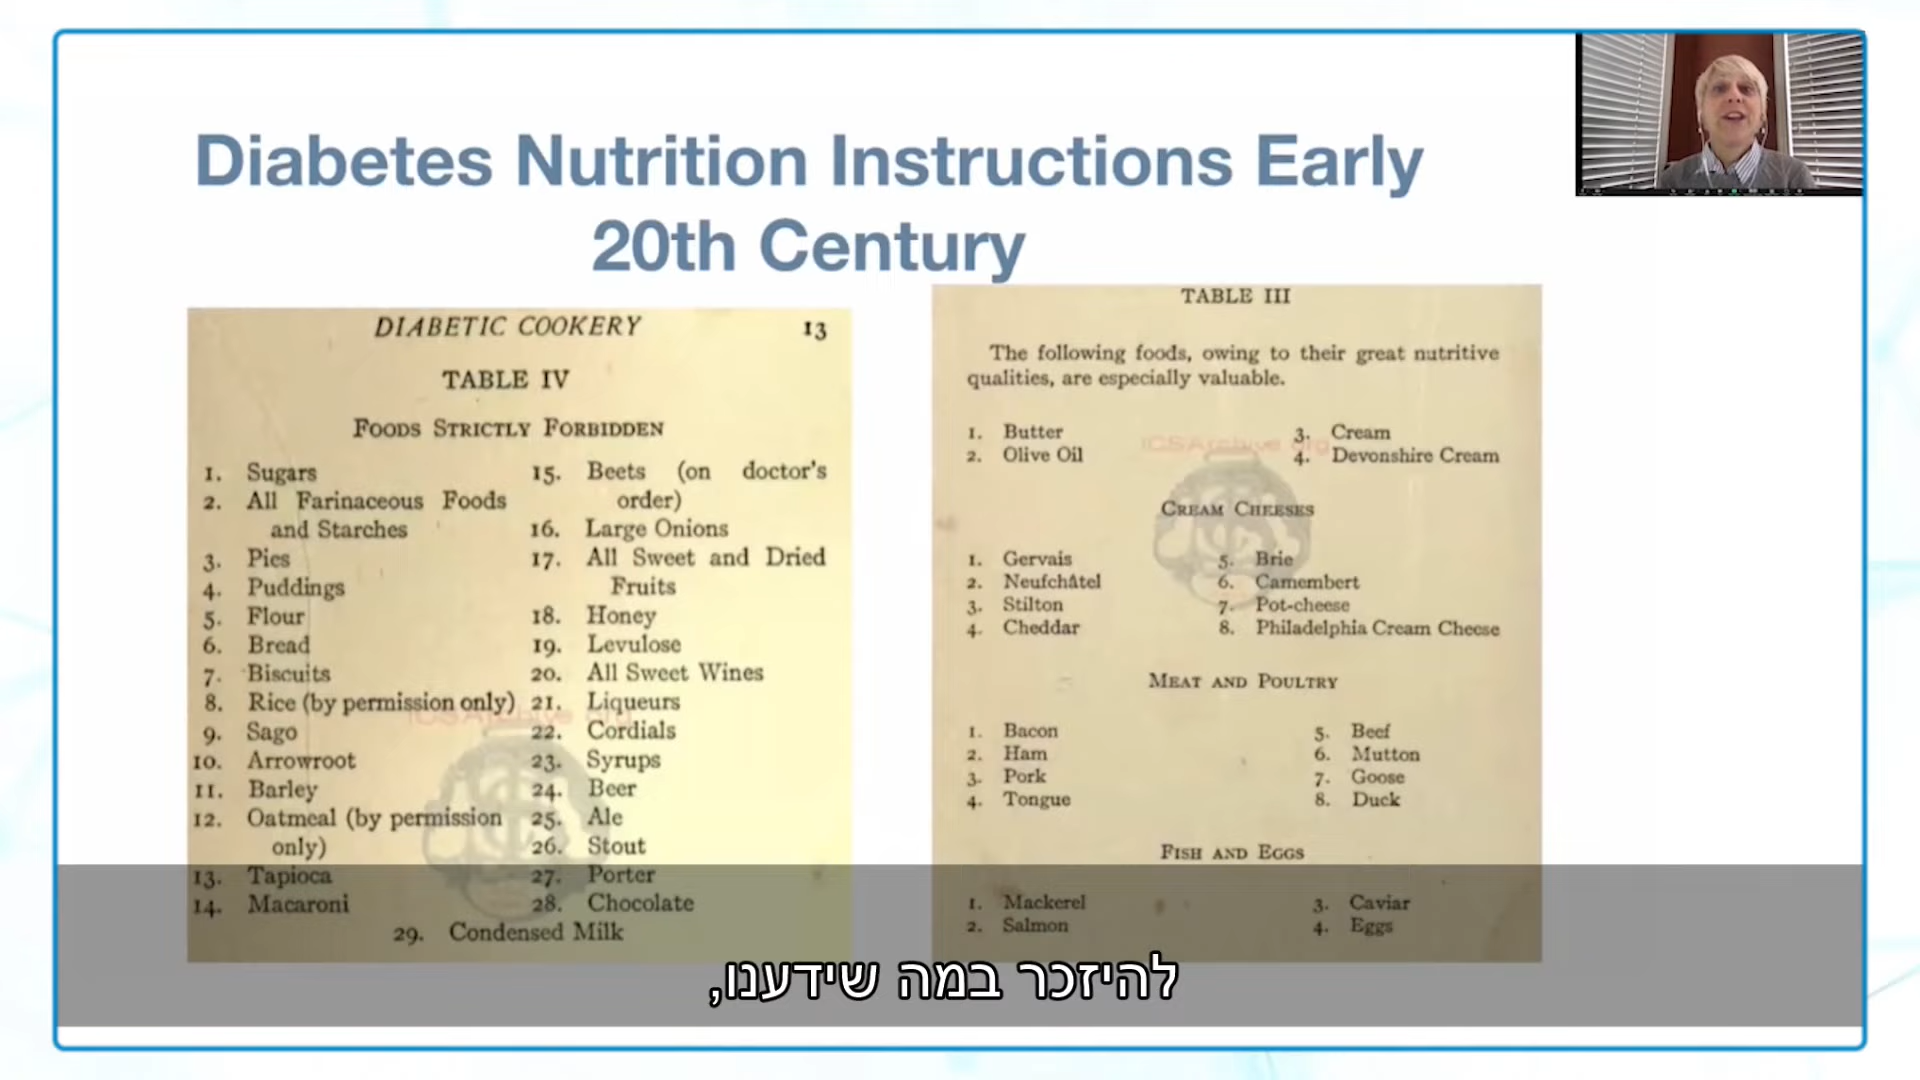 Diabetes Nutrition Instructions Early
20th Century
DIABETIC COOKERY 13
TABLE IV
FOODS STRICTLY FORBIDDEN
1. Sugars
2. All Farinaceous Foods
and Starches
3. Pies
4. Puddings
5. Flour
6. Bread
7. Biscuits
8. Rice (by permission only)
9. Sago
10. Arrowroot
11. Barley
12. Oatmeal (by permission
only)
13. Tapioca
14. Macaroni
15. Beets (on doctor's
order)
16. Large Onions
17. All Sweet and Dried
Fruits
18. Honey
19. Levulose
20. All Sweet Wines
21. Liqueurs
22. Cordials
23. Syrups
24. Beer
25. Ale
26. Stout
27. Porter
28. Chocolate
29. Condensed Milk
TABLE III
The following foods, owing to their great nutritive
qualities, are especially valuable.
1. Butter
2. Olive Oil
3. Cream
4. Devonshire Cream
CREAM CHEESES
1. Gervais
2. Neufchâtel
3. Stilton
4. Cheddar
5. Brie
6. Camembert
7. Pot-cheese
8. Philadelphia Cream Cheese
MEAT AND POULTRY
1. Bacon
2. Ham
3. Pork
4. Tongue
5. Beef
6. Mutton
7. Goose
8. Duck
FISH AND EGGS
1. Mackerel
2. Salmon
3. Caviar
4. Eggs
להיזכר במה שידענו,